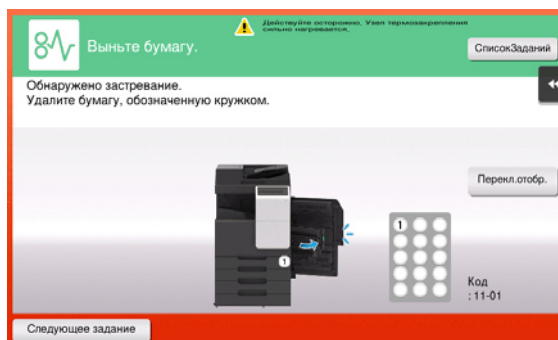 Действуйте осторожно. Узел термозакрепления
сильно нагревается.
Выньте бумагу.
СписокЗаданий
Обнаружено застревание.
Удалите бумагу, обозначенную кружком.
Перекл.отобр.
1
1
Код
: 11-01
Следующее задание